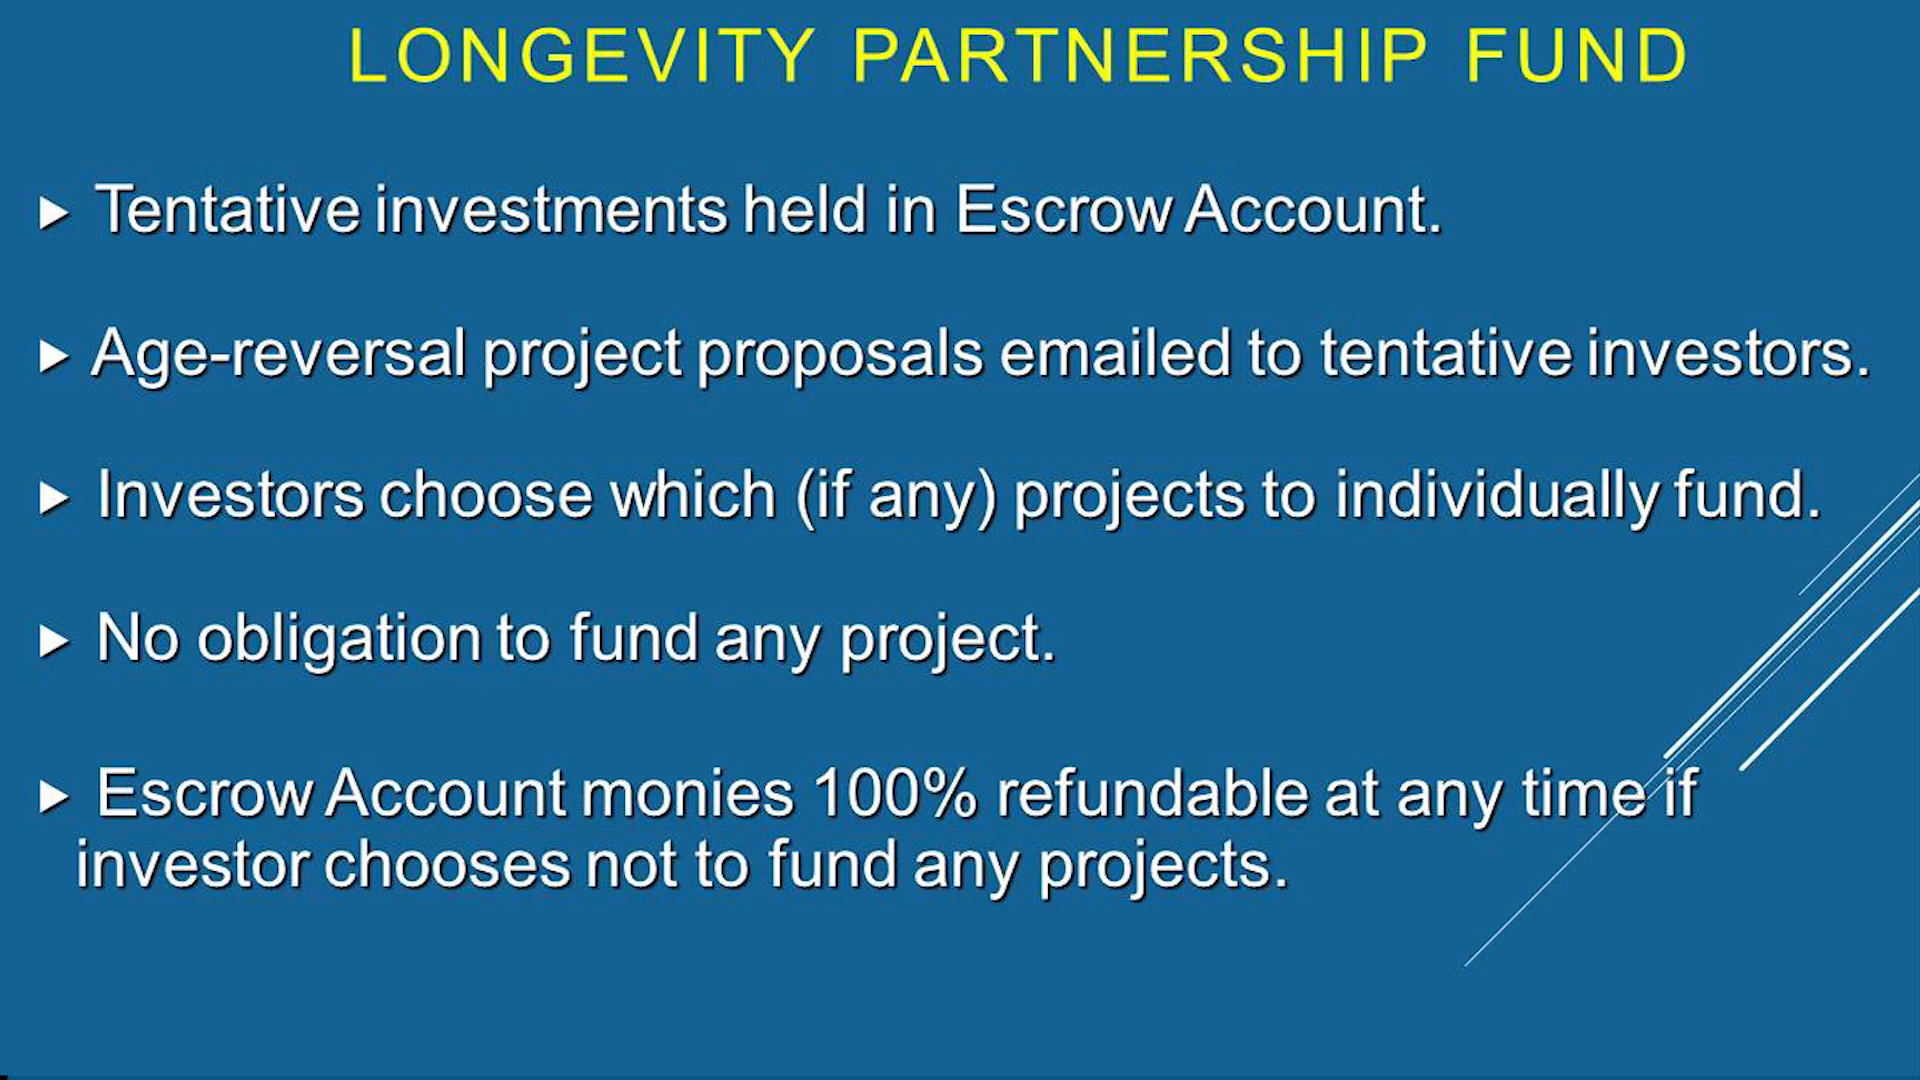 LONGEVITY PARTNERSHIP FUND
Tentative investments held in Escrow Account.
Age-reversal project proposals emailed to tentative investors.
Investors choose which (if any) projects to individually fund.
No obligation to fund any project.
Escrow Account monies 100% refundable at any time if
investor chooses not to fund any projects.